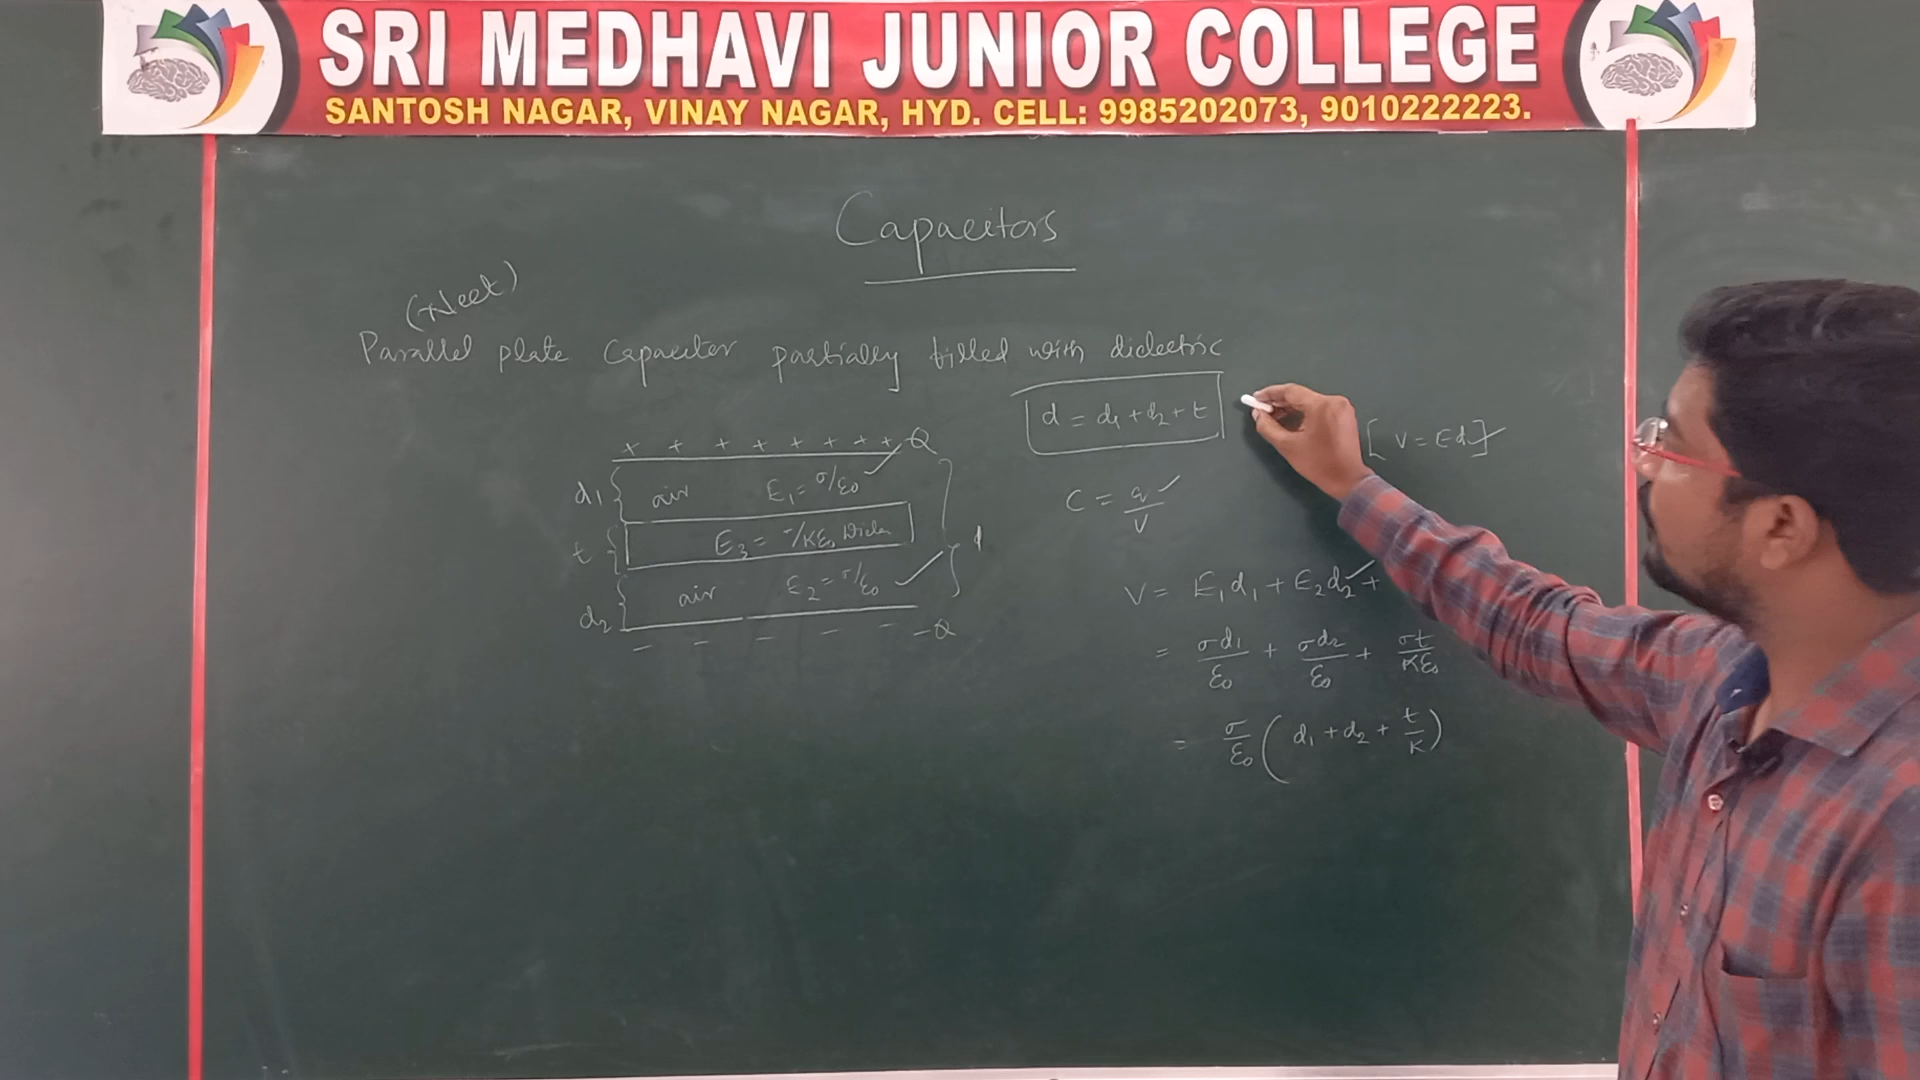 SRI MEDHAVI JUNIOR COLLEGE
SANTOSH NAGAR, VINAY NAGAR, HYD. CELL: 9985202073, 9010222223.
Capacitors
Parallel plate Capacitor partially filled with dielectric
d = d₁ + d₂ + t
[ V = Ed ]
+ + + + + + + + Q
d₁ air E₁ = σ/ε₀
C = q/V
t E₃ = σ/Kε₀
d
d₂ air E₂ = σ/ε₀
− − − − − −Q
V = E₁d₁ + E₂d₂ +
= σd₁/ε₀ + σd₂/ε₀ + σt/Kε₀
= σ/ε₀ ( d₁ + d₂ + t/K )